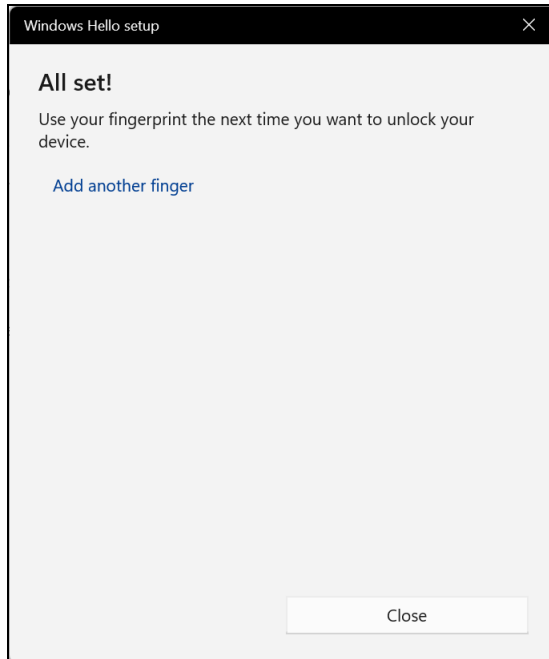 Windows Hello setup
All set!
Use your fingerprint the next time you want to unlock your
device.
Add another finger
Close